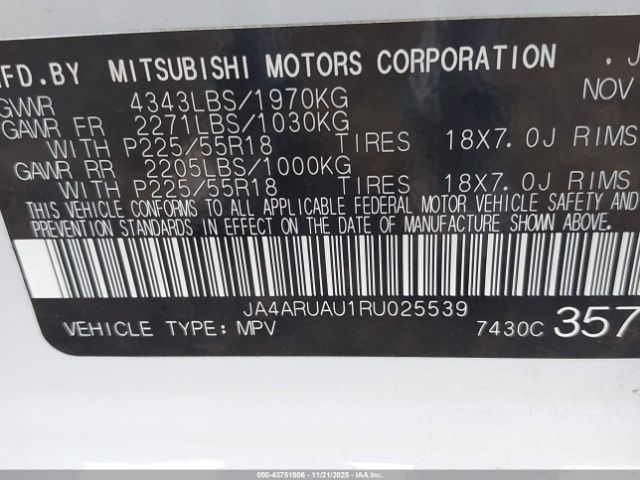 MFD.BY MITSUBISHI MOTORS CORPORATION . J
GWWR 4343LBS/1970KG NOV
GAWR FR 2271LBS/1030KG
WITH P225/55R18 TIRES 18X7.0J RIMS
GAWR RR 2205LBS/1000KG
WITH P225/55R18 TIRES 18X7.0J RIMS
THIS VEHICLE CONFORMS TO ALL APPLICABLE FEDERAL MOTOR VEHICLE SAFETY AND
PREVENTION STANDARDS IN EFFECT ON THE DATE OF MANUFACTURE SHOWN ABOVE.
JA4ARUAU1RU025539
VEHICLE TYPE: MPV 7430C 357
000-43751906 - 11/21/2025 - IAAI.COM